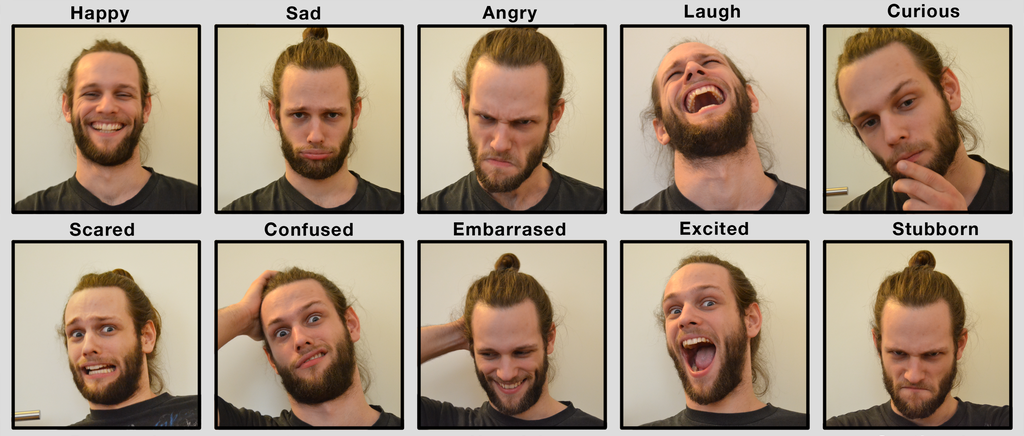 Happy Sad Angry Laugh Curious
Scared Confused Embarrased Excited Stubborn